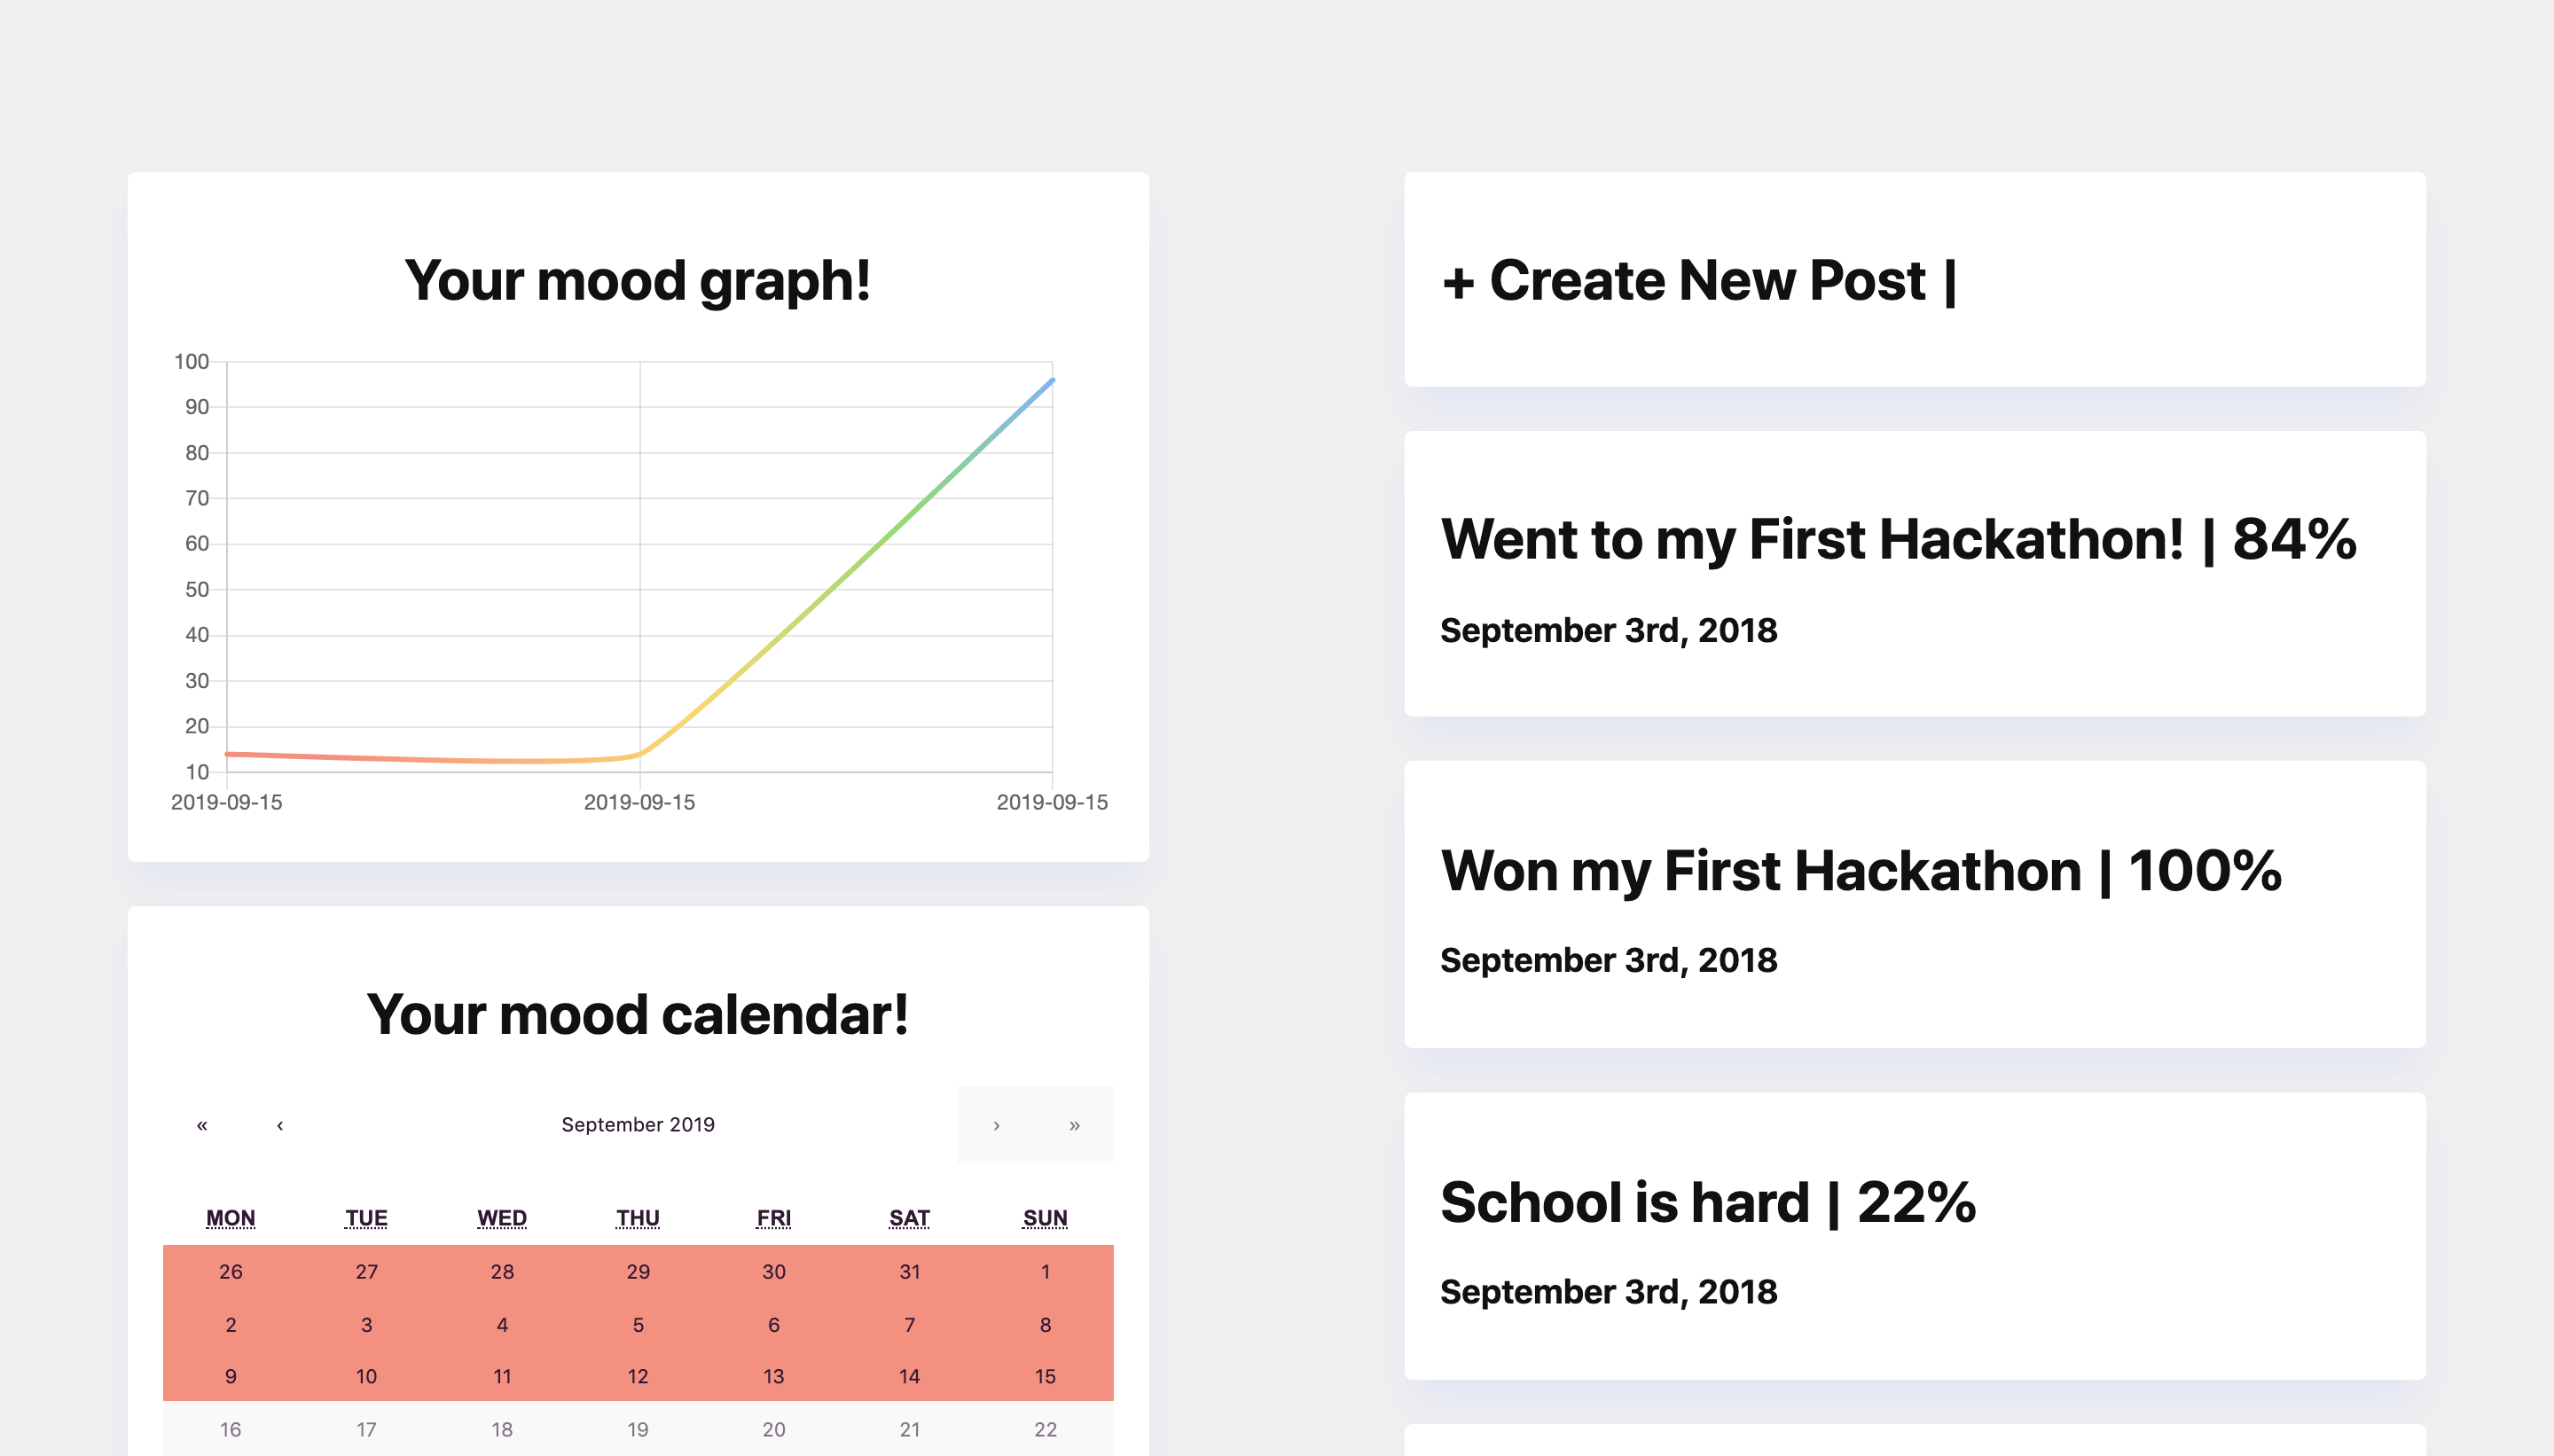 Your mood graph!
100
90
80
70
60
50
40
30
20
10
2019-09-15 2019-09-15 2019-09-15
Your mood calendar!
« ‹ September 2019 › »
MON TUE WED THU FRI SAT SUN
26 27 28 29 30 31 1
2 3 4 5 6 7 8
9 10 11 12 13 14 15
16 17 18 19 20 21 22
+ Create New Post |
Went to my First Hackathon! | 84%
September 3rd, 2018
Won my First Hackathon | 100%
September 3rd, 2018
School is hard | 22%
September 3rd, 2018